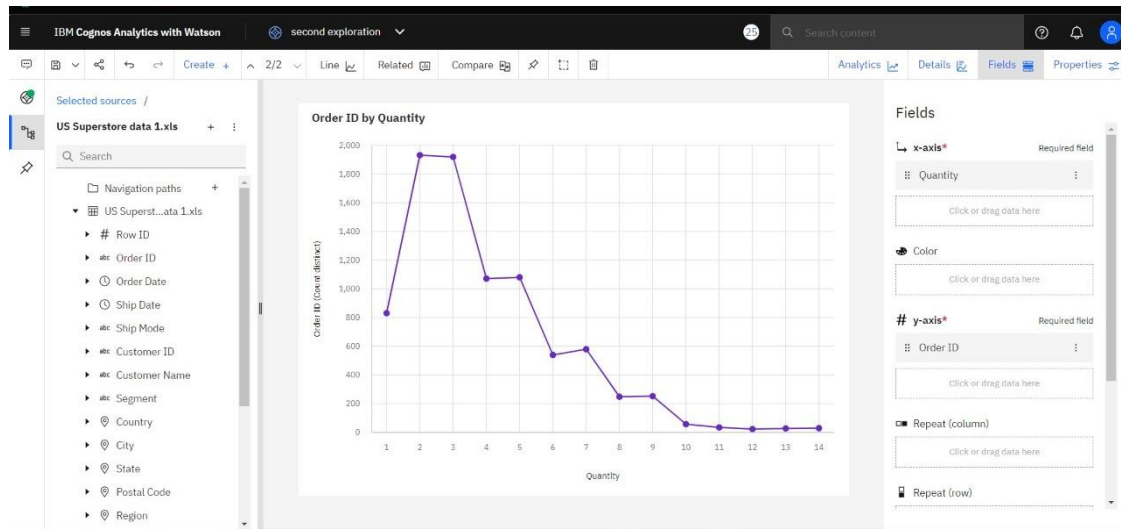 IBM Cognos Analytics with Watson
second exploration
25
Search content
Create +
2/2
Line
Related
Compare
Analytics
Details
Fields
Properties
Selected sources /
US Superstore data 1.xls
Search
Navigation paths
US Superst...ata 1.xls
# Row ID
abc Order ID
Order Date
Ship Date
abc Ship Mode
abc Customer ID
abc Customer Name
abc Segment
Country
City
State
Postal Code
Region
Order ID by Quantity
Order ID (Count distinct)
2,000
1,800
1,600
1,400
1,200
1,000
800
600
400
200
0
1 2 3 4 5 6 7 8 9 10 11 12 13 14
Quantity
Fields
x-axis* Required field
Quantity
Click or drag data here
Color
Click or drag data here
# y-axis* Required field
Order ID
Click or drag data here
Repeat (column)
Click or drag data here
Repeat (row)